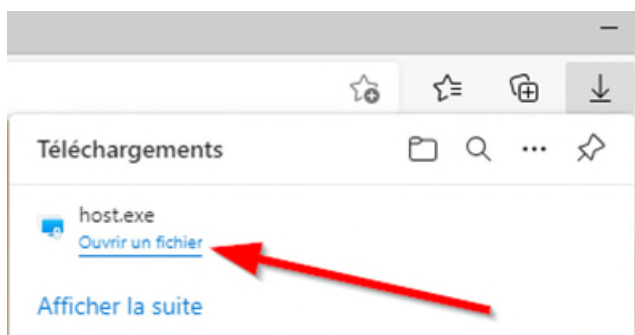 Téléchargements
host.exe
Ouvrir un fichier
Afficher la suite